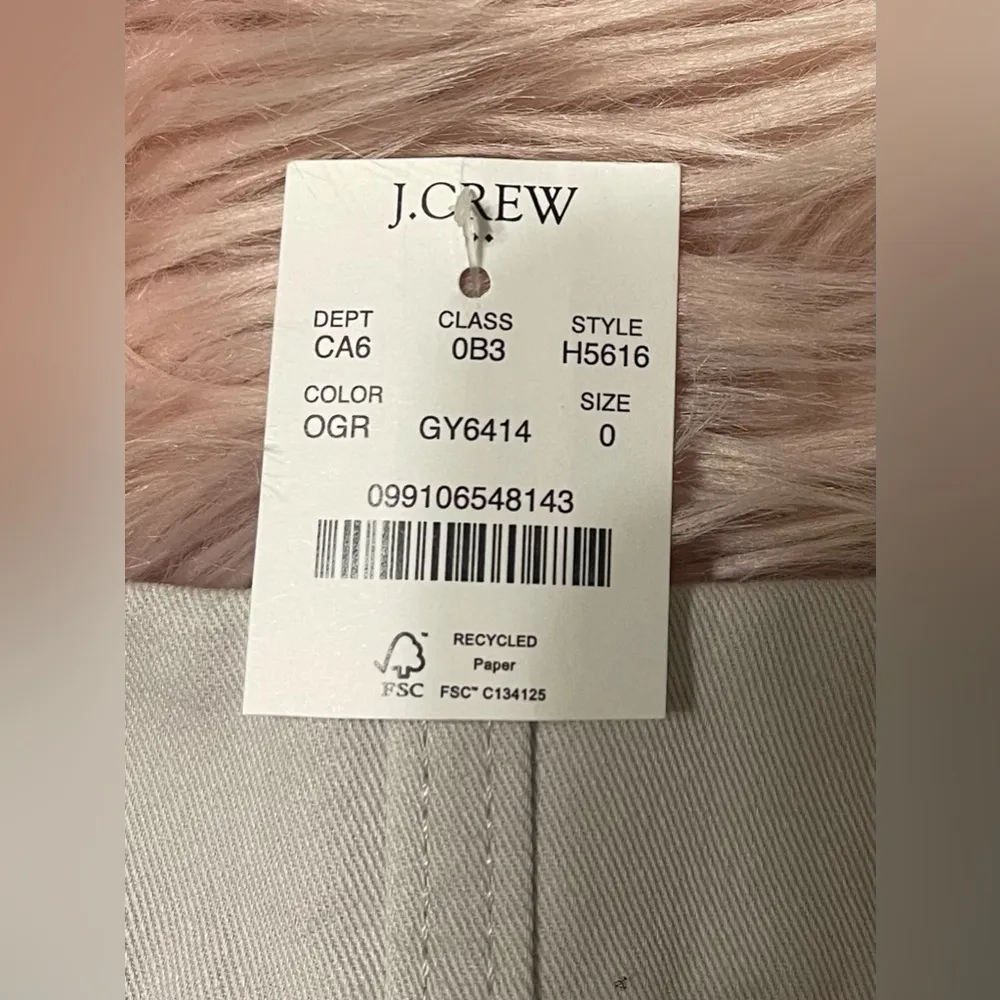 J.CREW
DEPT CLASS STYLE
CA6 0B3 H5616
COLOR SIZE
OGR GY6414 0
099106548143
RECYCLED
Paper
FSC™ C134125
FSC